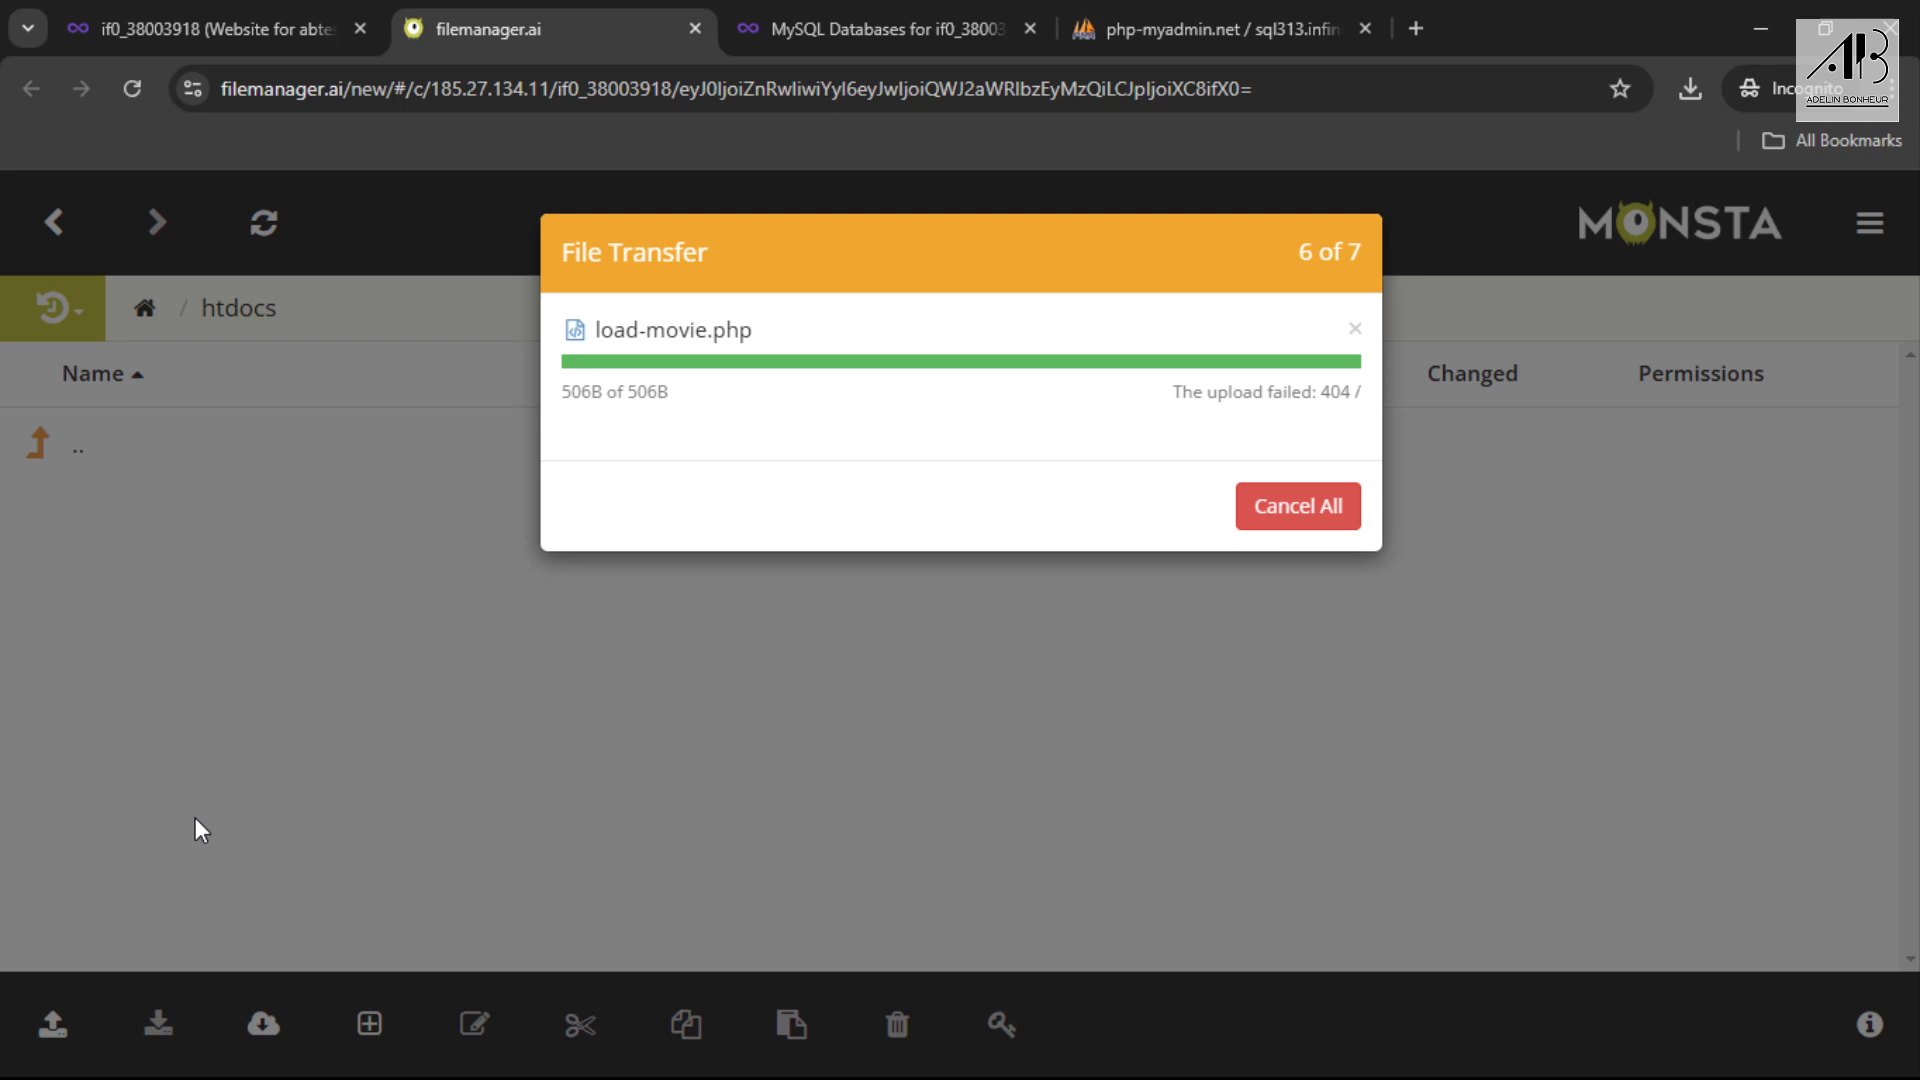 if0_38003918 (Website for abte
filemanager.ai
MySQL Databases for if0_38003
php-myadmin.net / sql313.infin
filemanager.ai/new/#/c/185.27.134.11/if0_38003918/eyJ0IjoiZnRwIiwiYyI6eyJwIjoiQWJ2aWRlbzEyMzQiLCJpIjoiXC8ifX0=
Incognito
APB
ADELIN BONHEUR
All Bookmarks
MONSTA
File Transfer
6 of 7
/ htdocs
load-movie.php
506B of 506B
The upload failed: 404 /
Name
Changed
Permissions
..
Cancel All